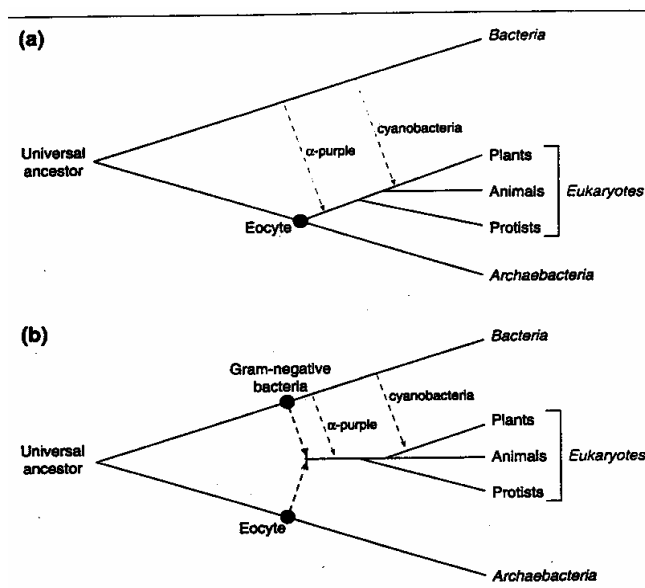 (a)
Bacteria
cyanobacteria
α-purple
Universal
ancestor
Plants
Animals
Eukaryotes
Protists
Eocyte
Archaebacteria
(b)
Bacteria
Gram-negative
bacteria
cyanobacteria
α-purple
Plants
Universal
ancestor
Animals
Eukaryotes
Protists
Eocyte
Archaebacteria